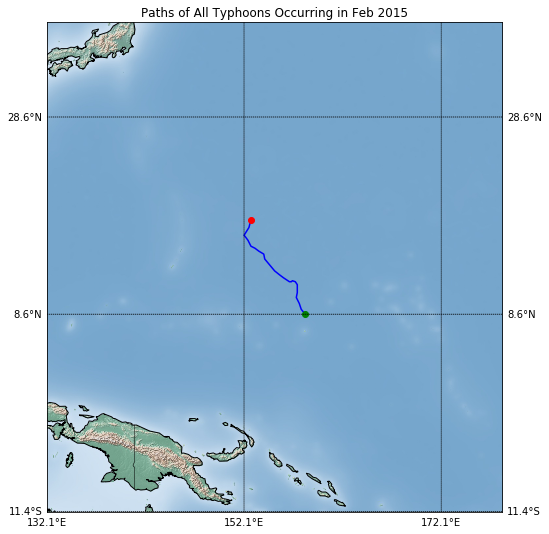 Paths of All Typhoons Occurring in Feb 2015
28.6°N 28.6°N
8.6°N 8.6°N
11.4°S 11.4°S
132.1°E 152.1°E 172.1°E